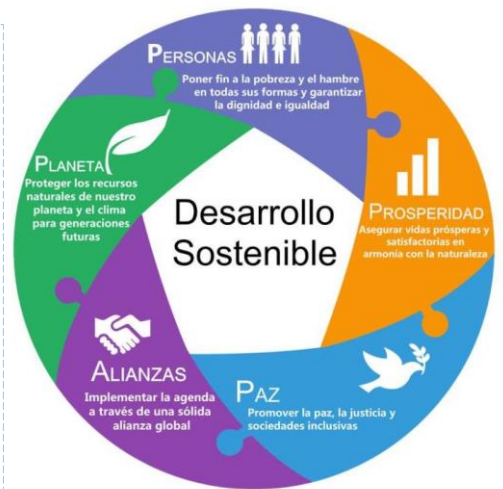 PERSONAS
Poner fin a la pobreza y el hambre
en todas sus formas y garantizar
la dignidad e igualdad
PLANETA
Proteger los recursos
naturales de nuestro
planeta y el clima
para generaciones
futuras
Desarrollo
Sostenible
PROSPERIDAD
Asegurar vidas prósperas y
satisfactorias en
armonía con la naturaleza
ALIANZAS
Implementar la agenda
a través de una sólida
alianza global
PAZ
Promover la paz, la justicia y
sociedades inclusivas